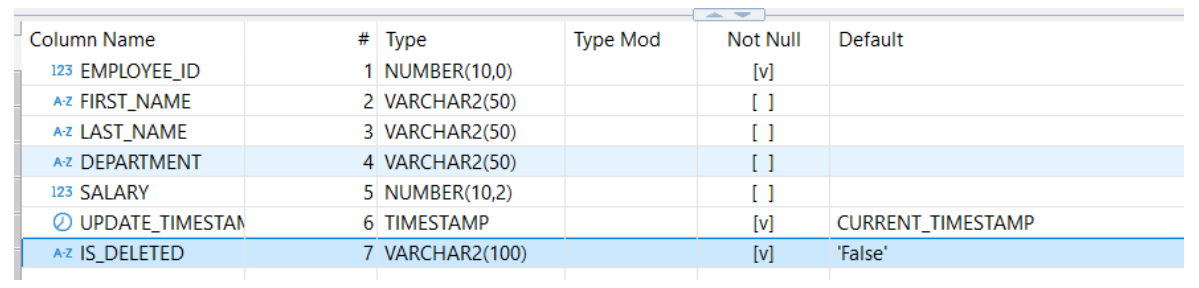 Column Name # Type Type Mod Not Null Default
123 EMPLOYEE_ID 1 NUMBER(10,0) [v]
A-Z FIRST_NAME 2 VARCHAR2(50) [ ]
A-Z LAST_NAME 3 VARCHAR2(50) [ ]
A-Z DEPARTMENT 4 VARCHAR2(50) [ ]
123 SALARY 5 NUMBER(10,2) [ ]
UPDATE_TIMESTAM 6 TIMESTAMP [v] CURRENT_TIMESTAMP
A-Z IS_DELETED 7 VARCHAR2(100) [v] 'False'